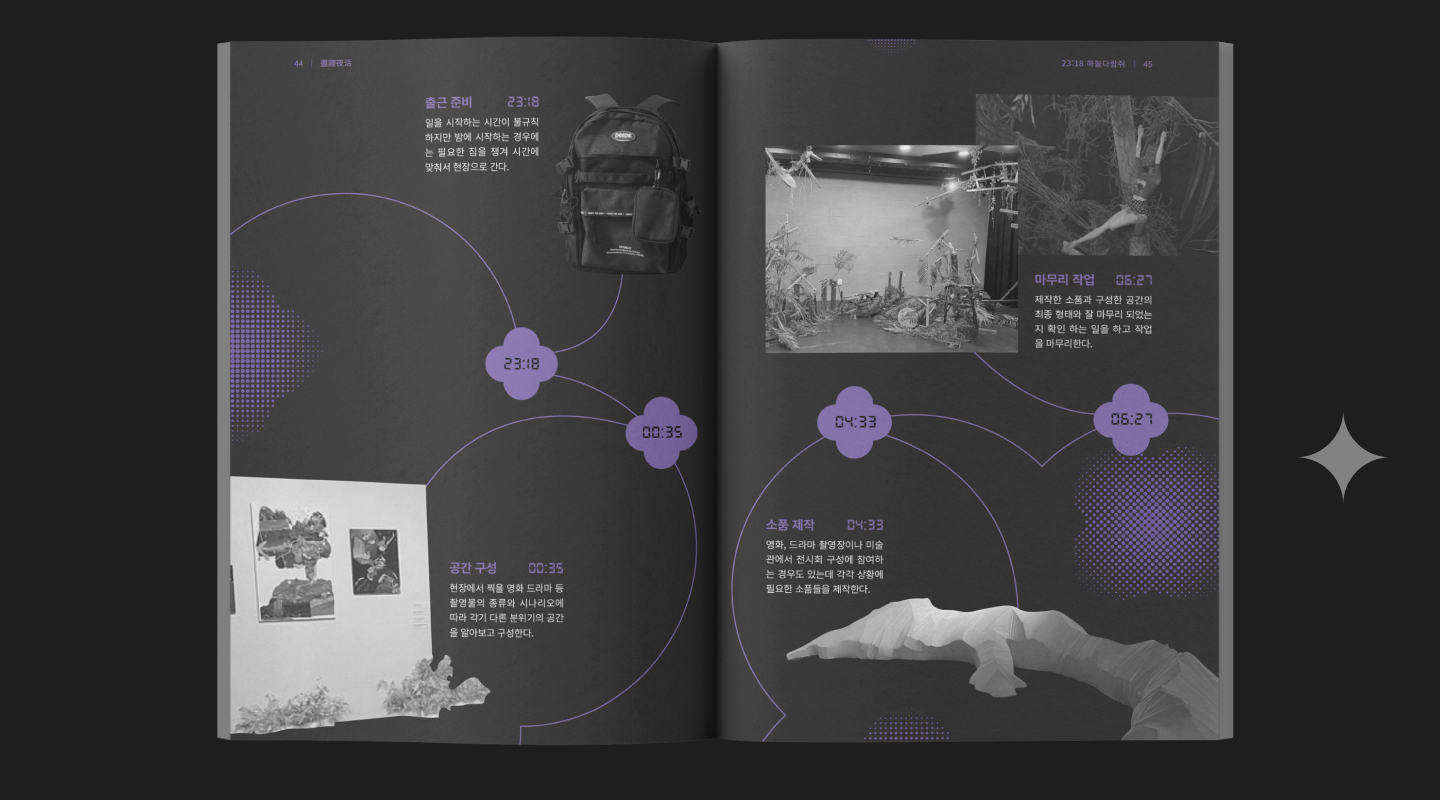 44 | 晝寢夜活
출근 준비 23:18
일을 시작하는 시간이 불규칙
하지만 밤에 시작하는 경우에
는 필요한 짐을 챙겨 시간에
맞춰서 현장으로 간다.
23:18
00:35
공간 구성 00:35
현장에서 찍을 영화 드라마 등
촬영물의 종류와 시나리오에
따라 각기 다른 분위기의 공간
을 알아보고 구성한다.
23:18 하늘다람쥐 | 45
마무리 작업 06:27
제작한 소품과 구성한 공간의
최종 형태와 잘 마무리 되었는
지 확인 하는 일을 하고 작업
을 마무리한다.
04:33
06:27
소품 제작 04:33
영화, 드라마 촬영장이나 미술
관에서 전시회 구성에 참여하
는 경우도 있는데 각각 상황에
필요한 소품들을 제작한다.